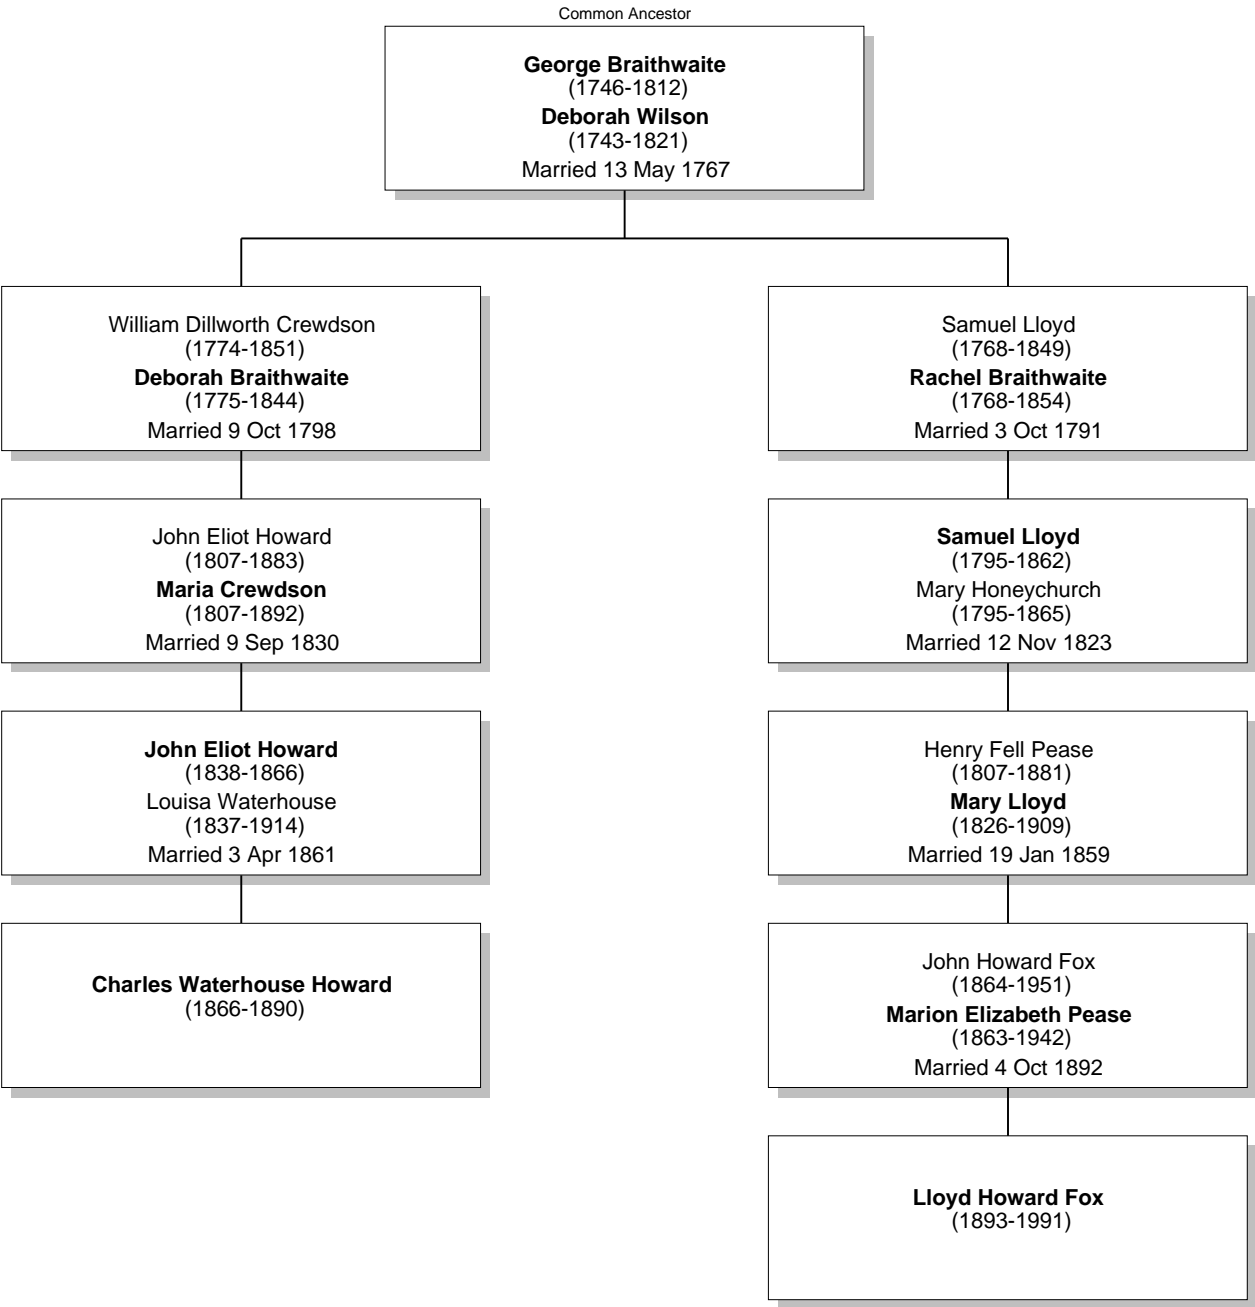 Common Ancestor
George Braithwaite
(1746-1812)
Deborah Wilson
(1743-1821)
Married 13 May 1767
William Dillworth Crewdson
(1774-1851)
Deborah Braithwaite
(1775-1844)
Married 9 Oct 1798
Samuel Lloyd
(1768-1849)
Rachel Braithwaite
(1768-1854)
Married 3 Oct 1791
John Eliot Howard
(1807-1883)
Maria Crewdson
(1807-1892)
Married 9 Sep 1830
Samuel Lloyd
(1795-1862)
Mary Honeychurch
(1795-1865)
Married 12 Nov 1823
John Eliot Howard
(1838-1866)
Louisa Waterhouse
(1837-1914)
Married 3 Apr 1861
Henry Fell Pease
(1807-1881)
Mary Lloyd
(1826-1909)
Married 19 Jan 1859
Charles Waterhouse Howard
(1866-1890)
John Howard Fox
(1864-1951)
Marion Elizabeth Pease
(1863-1942)
Married 4 Oct 1892
Lloyd Howard Fox
(1893-1991)